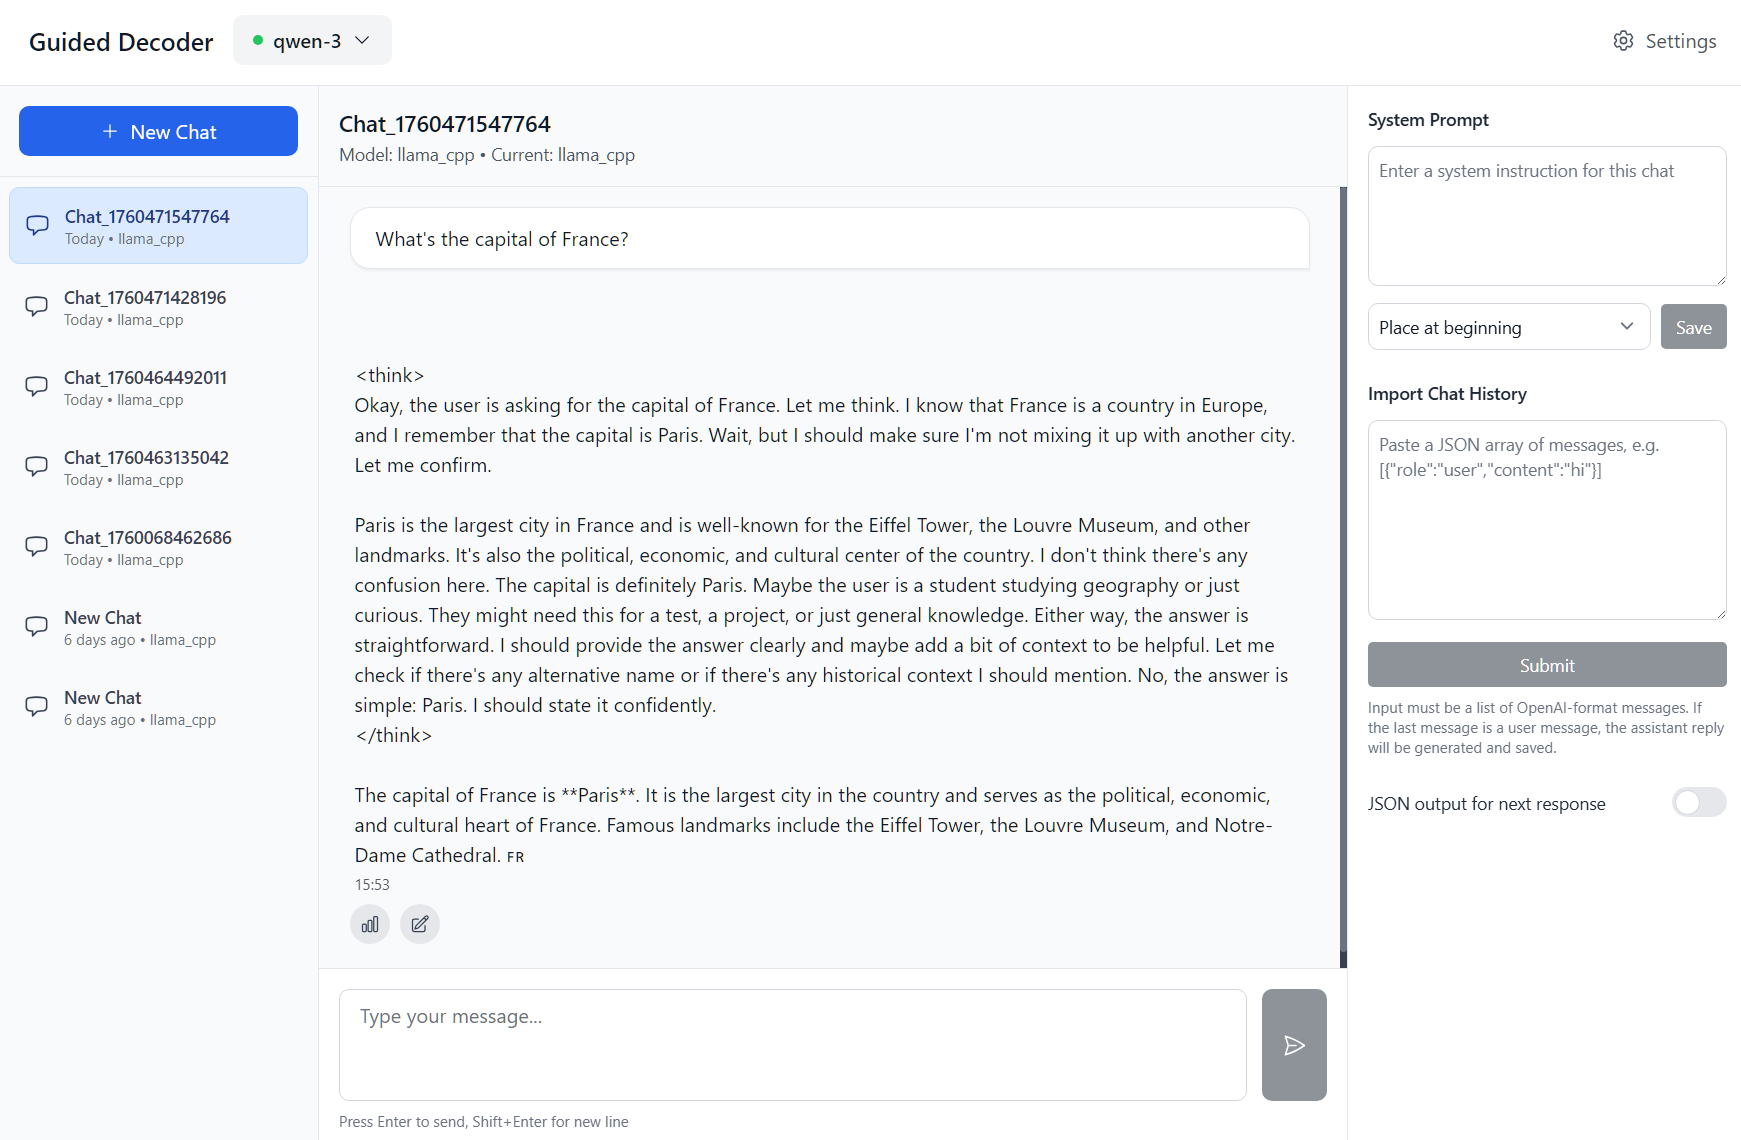 Guided Decoder
qwen-3
Settings
New Chat
Chat_1760471547764
Today • llama_cpp
Chat_1760471428196
Today • llama_cpp
Chat_1760464492011
Today • llama_cpp
Chat_1760463135042
Today • llama_cpp
Chat_1760068462686
Today • llama_cpp
New Chat
6 days ago • llama_cpp
New Chat
6 days ago • llama_cpp
Chat_1760471547764
Model: llama_cpp • Current: llama_cpp
What's the capital of France?
<think>
Okay, the user is asking for the capital of France. Let me think. I know that France is a country in Europe,
and I remember that the capital is Paris. Wait, but I should make sure I'm not mixing it up with another city.
Let me confirm.
Paris is the largest city in France and is well-known for the Eiffel Tower, the Louvre Museum, and other
landmarks. It's also the political, economic, and cultural center of the country. I don't think there's any
confusion here. The capital is definitely Paris. Maybe the user is a student studying geography or just
curious. They might need this for a test, a project, or just general knowledge. Either way, the answer is
straightforward. I should provide the answer clearly and maybe add a bit of context to be helpful. Let me
check if there's any alternative name or if there's any historical context I should mention. No, the answer is
simple: Paris. I should state it confidently.
</think>
The capital of France is **Paris**. It is the largest city in the country and serves as the political, economic,
and cultural heart of France. Famous landmarks include the Eiffel Tower, the Louvre Museum, and Notre-
Dame Cathedral. FR
15:53
Type your message...
Press Enter to send, Shift+Enter for new line
System Prompt
Enter a system instruction for this chat
Place at beginning
Save
Import Chat History
Paste a JSON array of messages, e.g.
[{"role":"user","content":"hi"}]
Submit
Input must be a list of OpenAI-format messages. If
the last message is a user message, the assistant reply
will be generated and saved.
JSON output for next response